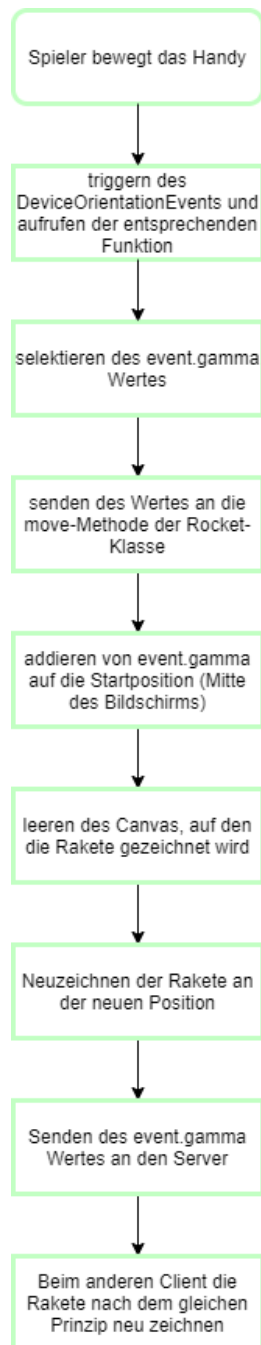 Spieler bewegt das Handy
triggern des
DeviceOrientationEvents und
aufrufen der entsprechenden
Funktion
selektieren des event.gamma
Wertes
senden des Wertes an die
move-Methode der Rocket-
Klasse
addieren von event.gamma
auf die Startposition (Mitte
des Bildschirms)
leeren des Canvas, auf den
die Rakete gezeichnet wird
Neuzeichnen der Rakete an
der neuen Position
Senden des event.gamma
Wertes an den Server
Beim anderen Client die
Rakete nach dem gleichen
Prinzip neu zeichnen